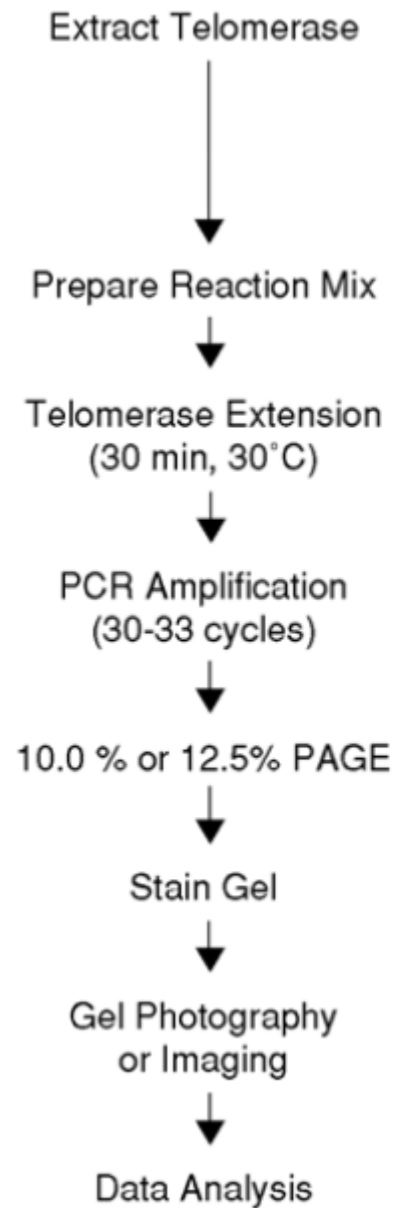 Extract Telomerase
Prepare Reaction Mix
Telomerase Extension
(30 min, 30˚C)
PCR Amplification
(30-33 cycles)
10.0 % or 12.5% PAGE
Stain Gel
Gel Photography
or Imaging
Data Analysis